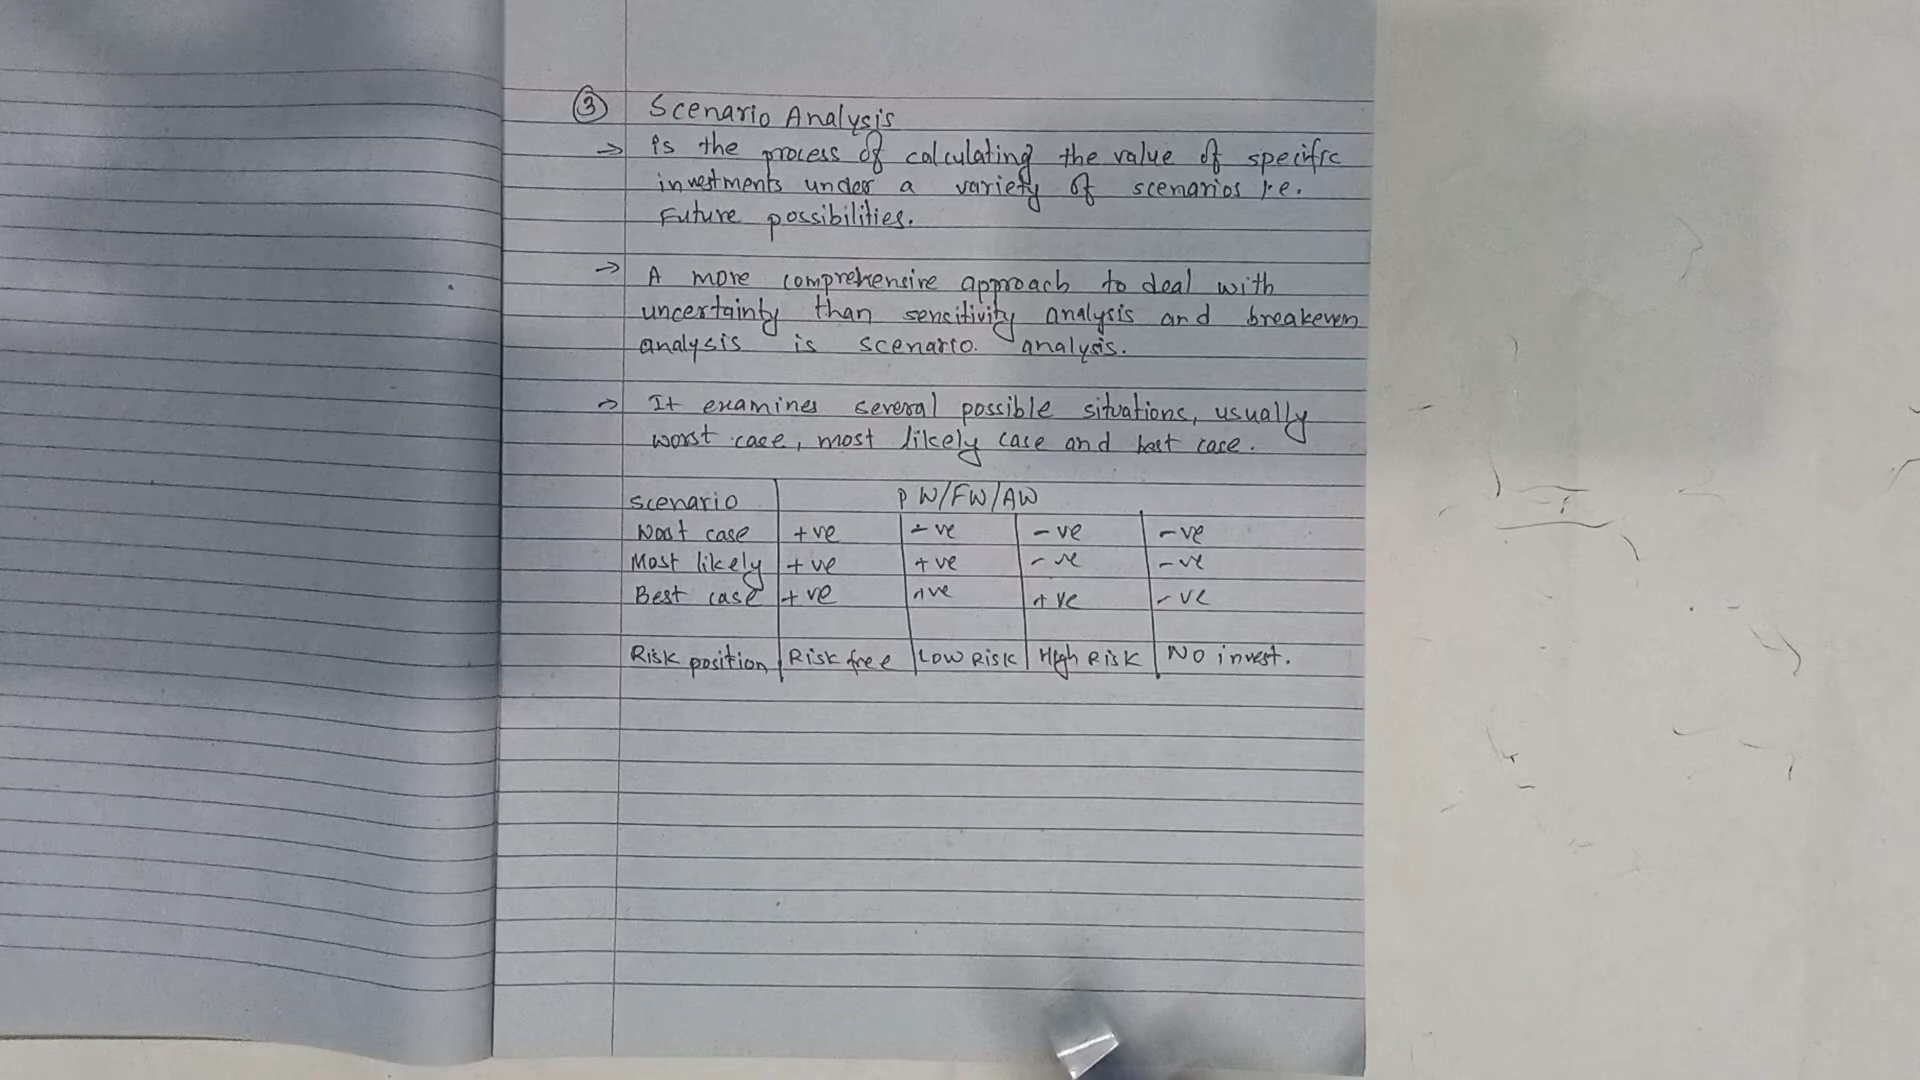 ③ Scenario Analysis
→ is the process of calculating the value of specific
investments under a variety of scenarios i.e.
Future possibilities.
→ A more comprehensive approach to deal with
uncertainty than sensitivity analysis and breakeven
analysis is scenario. analysis.
→ It examines several possible situations, usually
worst case, most likely case and best case.
scenario PW/FW/AW
Worst case +ve -ve -ve -ve
Most likely +ve +ve -ve -ve
Best case +ve +ve +ve -ve
Risk position Risk free Low Risk High Risk No invest.